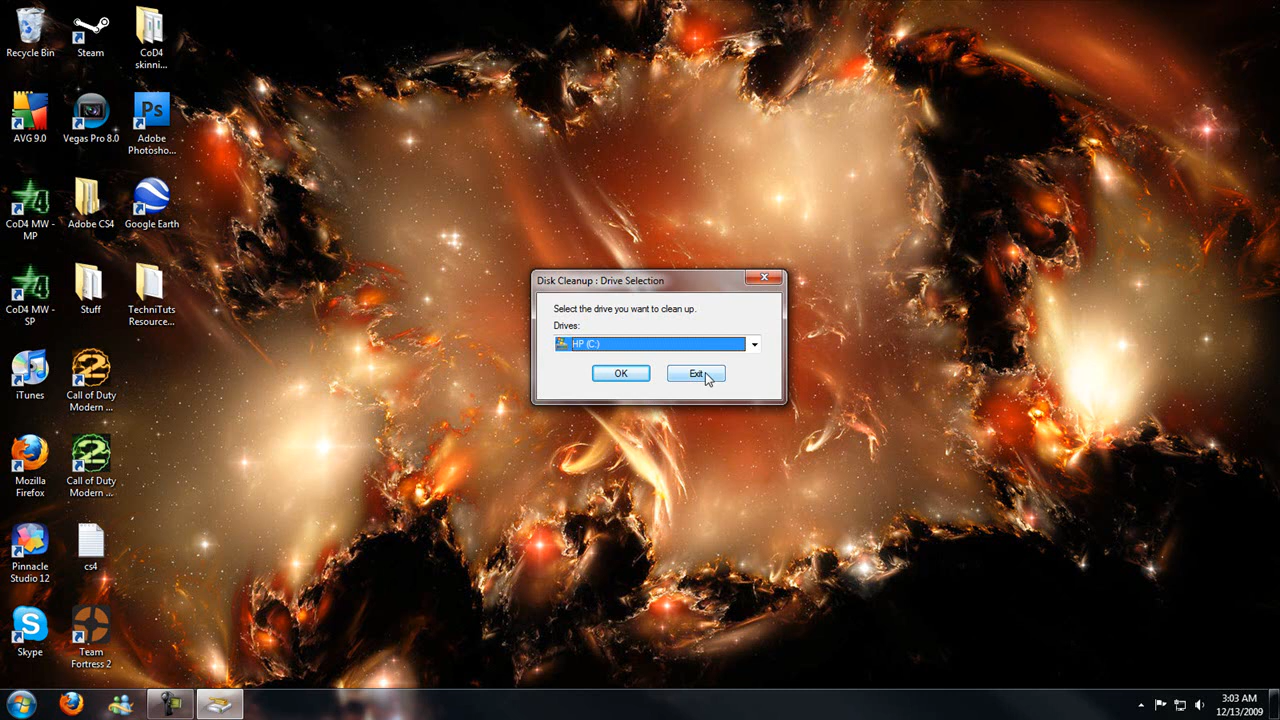 Recycle Bin
Steam
CoD4
skinni...
AVG 9.0
Vegas Pro 8.0
Adobe
Photosho...
CoD4 MW -
MP
Adobe CS4
Google Earth
CoD4 MW -
SP
Stuff
TechniTuts
Resource...
iTunes
Call of Duty
Modern ...
Mozilla
Firefox
Call of Duty
Modern ...
Pinnacle
Studio 12
cs4
Skype
Team
Fortress 2
Disk Cleanup : Drive Selection
Select the drive you want to clean up.
Drives:
HP (C:)
OK
Exit
3:03 AM
12/13/2009